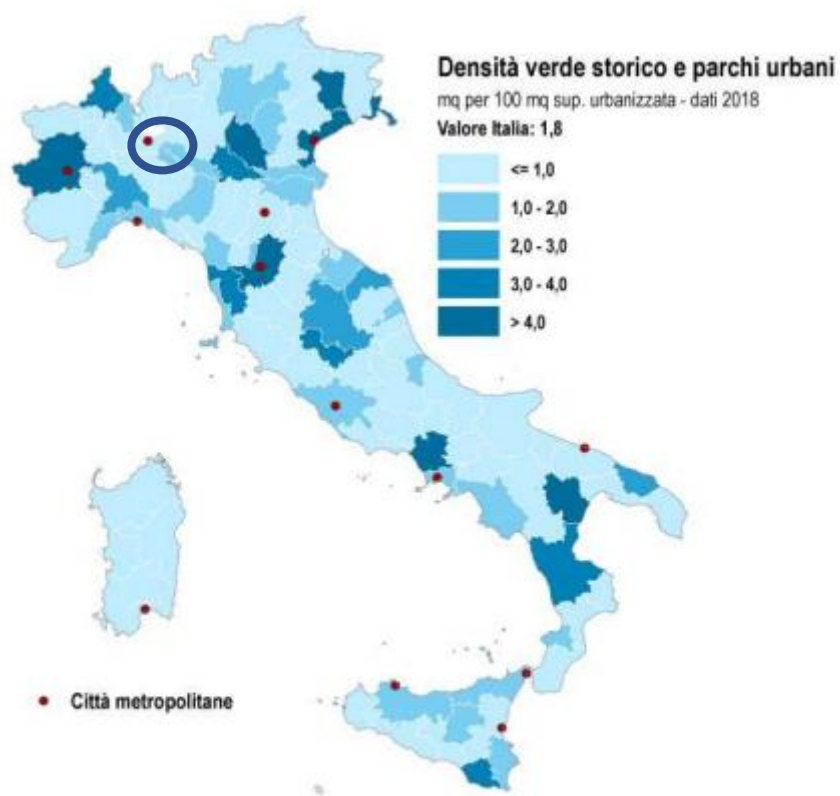 Densità verde storico e parchi urbani
mq per 100 mq sup. urbanizzata - dati 2018
Valore Italia: 1,8
<= 1,0
1,0 - 2,0
2,0 - 3,0
3,0 - 4,0
> 4,0
Città metropolitane